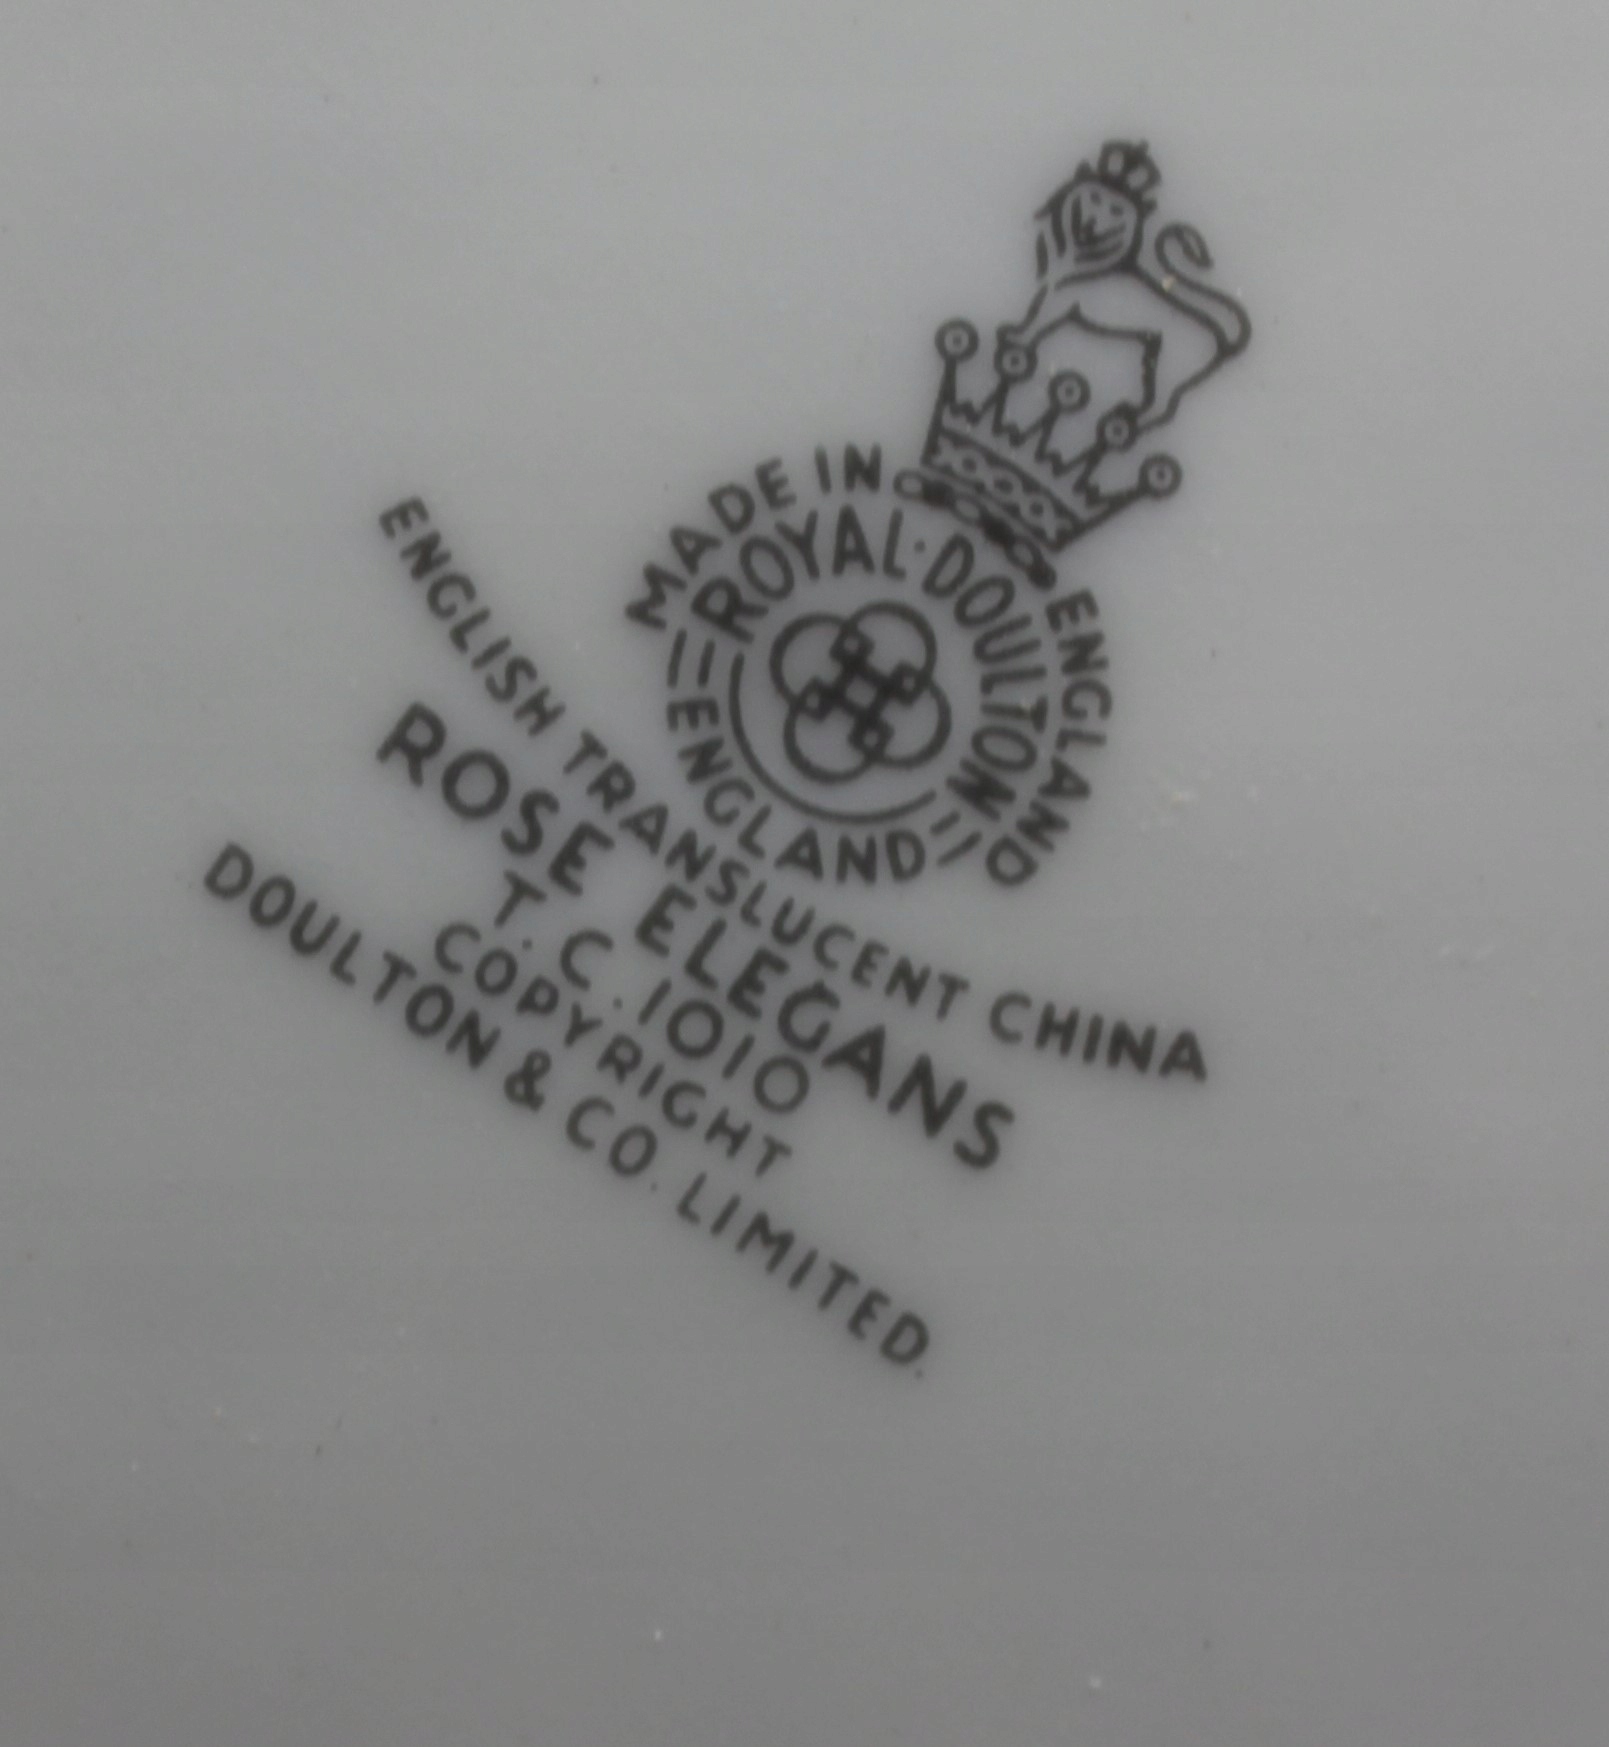 MADE IN ENGLAND
ROYAL·DOULTON
ENGLAND
ENGLISH TRANSLUCENT CHINA
ROSE ELEGANS
T.C.1010
COPYRIGHT
DOULTON & CO. LIMITED.